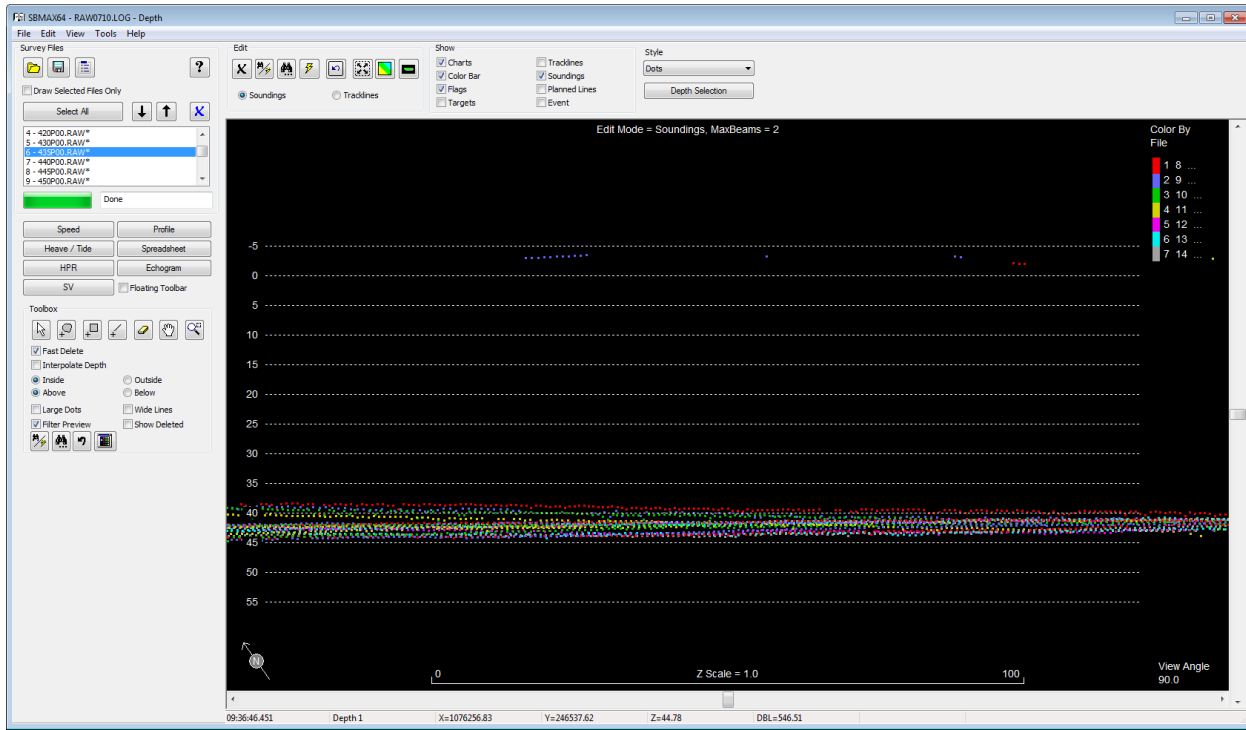 SBMAX64 - RAW0710.LOG - Depth
File Edit View Tools Help
Survey Files
?
Draw Selected Files Only
Select All
X
4 - 420P00.RAW*
5 - 430P00.RAW*
6 - 435P00.RAW*
7 - 440P00.RAW*
8 - 445P00.RAW*
9 - 450P00.RAW*
Done
Speed Profile
Heave / Tide Spreadsheet
HPR Echogram
SV Floating Toolbar
Toolbox
Fast Delete
Interpolate Depth
Inside Outside
Above Below
Large Dots Wide Lines
Filter Preview Show Deleted
Edit
X
Soundings Tracklines
Show
Charts Tracklines
Color Bar Soundings
Flags Planned Lines
Targets Event
Style
Dots
Depth Selection
Edit Mode = Soundings, MaxBeams = 2
Color By
File
1 8 ...
2 9 ...
3 10 ...
4 11 ...
5 12 ...
6 13 ...
7 14 ...
-5
0
5
10
15
20
25
30
35
40
45
50
55
N
0 Z Scale = 1.0 100
View Angle
90.0
09:36:46.451 Depth 1 X=1076256.83 Y=246537.62 Z=44.78 DBL=546.51